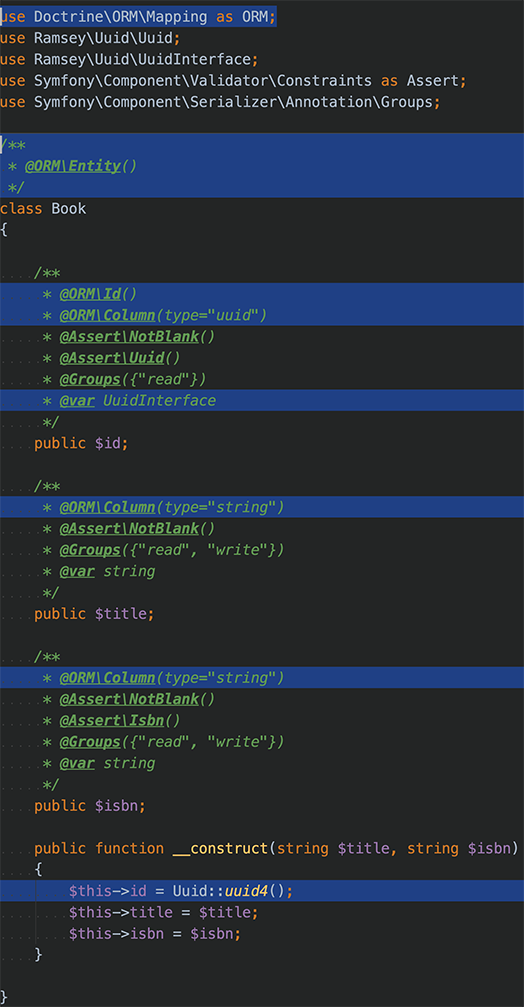 use Doctrine\ORM\Mapping as ORM;
use Ramsey\Uuid\Uuid;
use Ramsey\Uuid\UuidInterface;
use Symfony\Component\Validator\Constraints as Assert;
use Symfony\Component\Serializer\Annotation\Groups;
/**
* @ORM\Entity()
*/
class Book
{
/**
* @ORM\Id()
* @ORM\Column(type="uuid")
* @Assert\NotBlank()
* @Assert\Uuid()
* @Groups({"read"})
* @var UuidInterface
*/
public $id;
/**
* @ORM\Column(type="string")
* @Assert\NotBlank()
* @Groups({"read", "write"})
* @var string
*/
public $title;
/**
* @ORM\Column(type="string")
* @Assert\NotBlank()
* @Assert\Isbn()
* @Groups({"read", "write"})
* @var string
*/
public $isbn;
public function __construct(string $title, string $isbn)
{
$this->id = Uuid::uuid4();
$this->title = $title;
$this->isbn = $isbn;
}
}